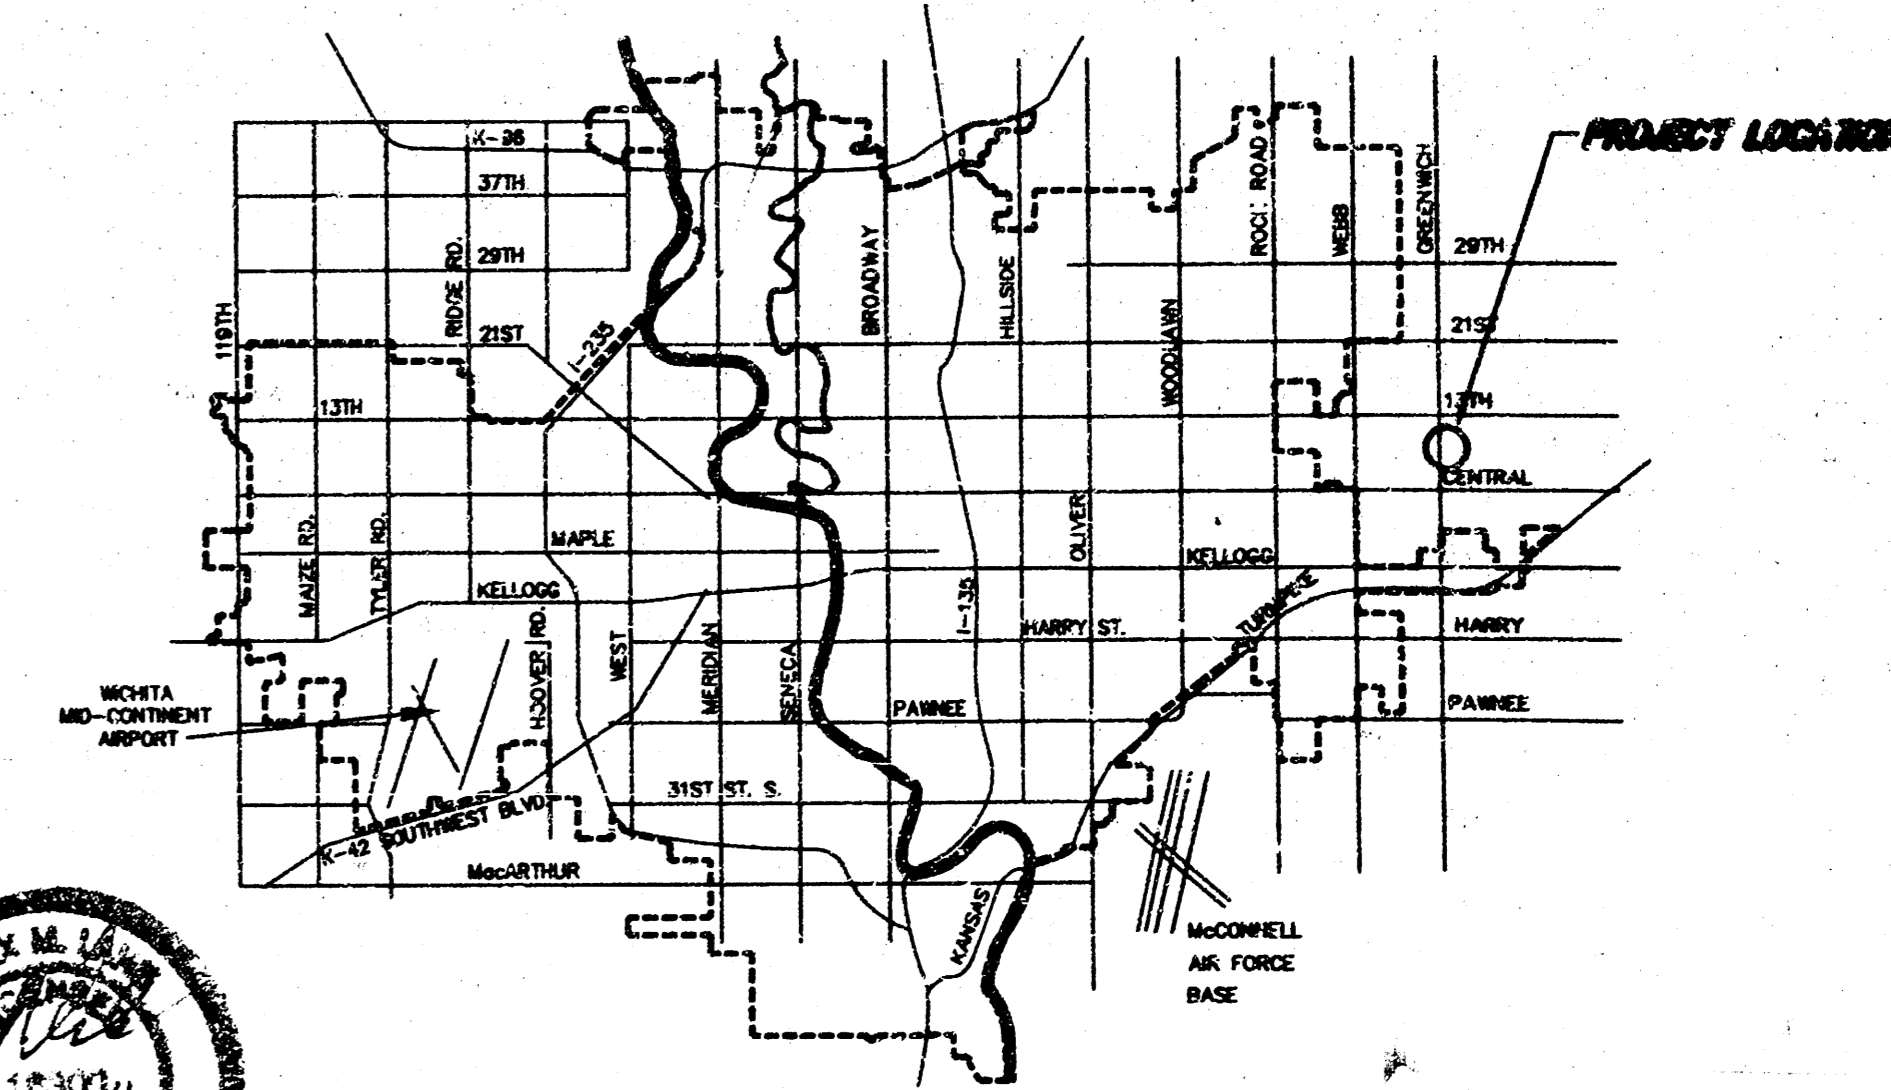 PROJECT LOCATION
K-96
37TH
29TH
RIDGE RD.
119TH
21ST
I-235
13TH
BROADWAY
HILLSIDE
WOODLAWN
ROCK ROAD
WEBB
GREENWICH
29TH
21ST
13TH
CENTRAL
MAIZE RD.
TYLER RD.
MAPLE
KELLOGG
OLIVER
KELLOGG
I-135
TURNPIKE
HARRY ST.
HARRY
HOOVER RD.
WEST
MERIDIAN
SENECA
PAWNEE
PAWNEE
WICHITA
MID-CONTINENT
AIRPORT
31ST ST. S.
K-42 SOUTHWEST BLVD.
MacARTHUR
KANSAS
McCONNELL
AIR FORCE
BASE